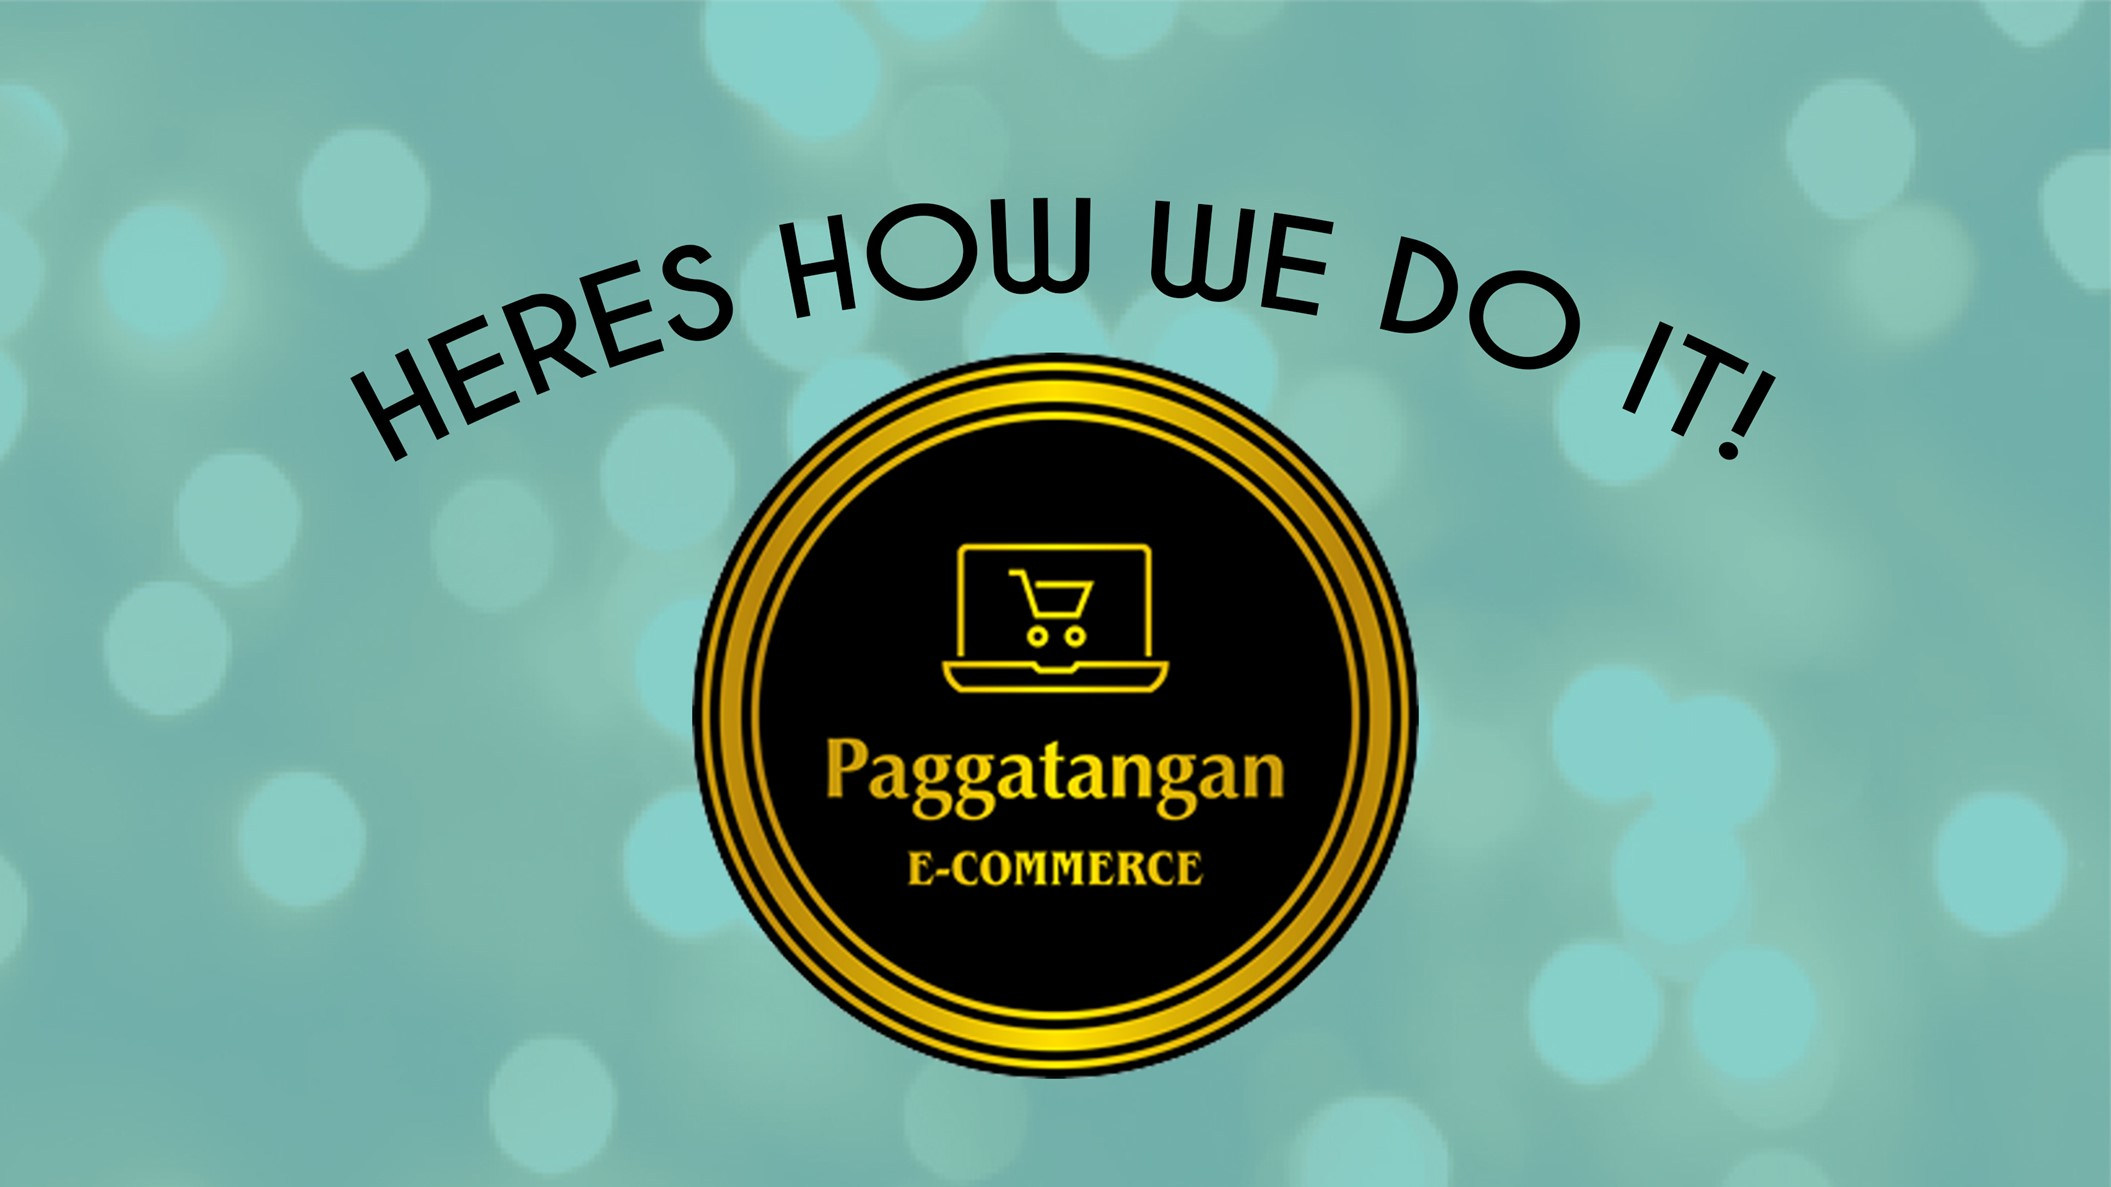 HERES HOW WE DO IT!
Paggatangan
E-COMMERCE